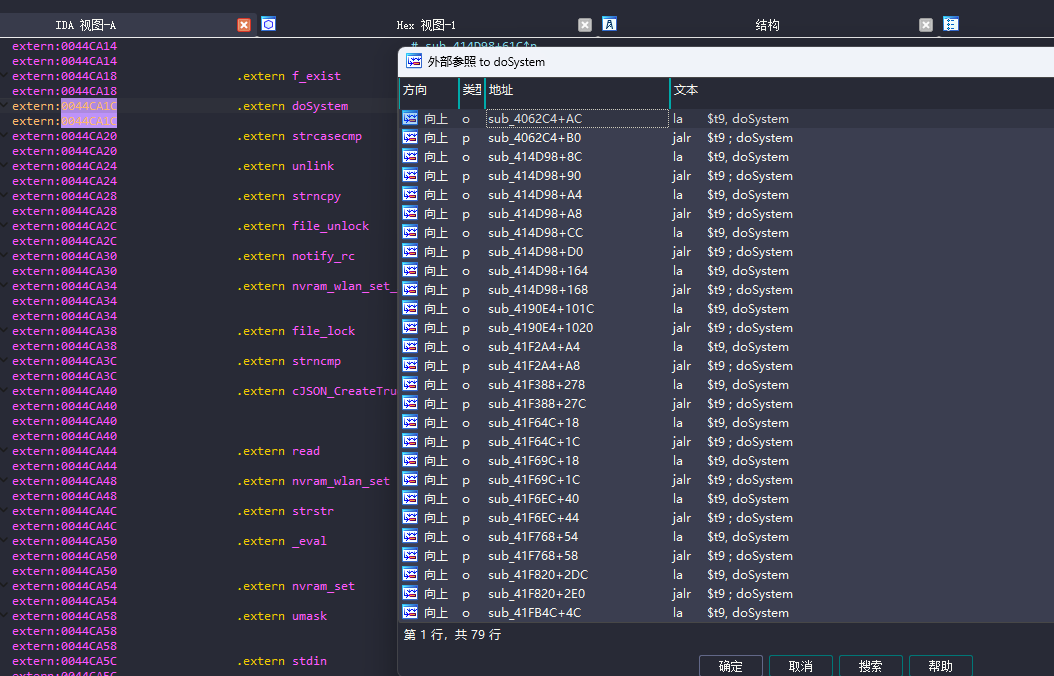 IDA 视图-A
Hex 视图-1
结构
extern:0044CA14 # sub_414D98+61C↑p
extern:0044CA14
extern:0044CA18 .extern f_exist
extern:0044CA18
extern:0044CA1C .extern doSystem
extern:0044CA1C
extern:0044CA20 .extern strcasecmp
extern:0044CA20
extern:0044CA24 .extern unlink
extern:0044CA24
extern:0044CA28 .extern strncpy
extern:0044CA28
extern:0044CA2C .extern file_unlock
extern:0044CA2C
extern:0044CA30 .extern notify_rc
extern:0044CA30
extern:0044CA34 .extern nvram_wlan_set_
extern:0044CA34
extern:0044CA34
extern:0044CA38 .extern file_lock
extern:0044CA38
extern:0044CA3C .extern strncmp
extern:0044CA3C
extern:0044CA40 .extern cJSON_CreateTru
extern:0044CA40
extern:0044CA40
extern:0044CA40
extern:0044CA44 .extern read
extern:0044CA44
extern:0044CA48 .extern nvram_wlan_set
extern:0044CA48
extern:0044CA4C .extern strstr
extern:0044CA4C
extern:0044CA50 .extern _eval
extern:0044CA50
extern:0044CA50
extern:0044CA54 .extern nvram_set
extern:0044CA54
extern:0044CA58 .extern umask
extern:0044CA58
extern:0044CA58
extern:0044CA5C .extern stdin
extern:0044CA5C
外部参照 to doSystem
方向 类型 地址 文本
向上 o sub_4062C4+AC la $t9, doSystem
向上 p sub_4062C4+B0 jalr $t9 ; doSystem
向上 o sub_414D98+8C la $t9, doSystem
向上 p sub_414D98+90 jalr $t9 ; doSystem
向上 o sub_414D98+A4 la $t9, doSystem
向上 p sub_414D98+A8 jalr $t9 ; doSystem
向上 o sub_414D98+CC la $t9, doSystem
向上 p sub_414D98+D0 jalr $t9 ; doSystem
向上 o sub_414D98+164 la $t9, doSystem
向上 p sub_414D98+168 jalr $t9 ; doSystem
向上 o sub_4190E4+101C la $t9, doSystem
向上 p sub_4190E4+1020 jalr $t9 ; doSystem
向上 o sub_41F2A4+A4 la $t9, doSystem
向上 p sub_41F2A4+A8 jalr $t9 ; doSystem
向上 o sub_41F388+278 la $t9, doSystem
向上 p sub_41F388+27C jalr $t9 ; doSystem
向上 o sub_41F64C+18 la $t9, doSystem
向上 p sub_41F64C+1C jalr $t9 ; doSystem
向上 o sub_41F69C+18 la $t9, doSystem
向上 p sub_41F69C+1C jalr $t9 ; doSystem
向上 o sub_41F6EC+40 la $t9, doSystem
向上 p sub_41F6EC+44 jalr $t9 ; doSystem
向上 o sub_41F768+54 la $t9, doSystem
向上 p sub_41F768+58 jalr $t9 ; doSystem
向上 o sub_41F820+2DC la $t9, doSystem
向上 p sub_41F820+2E0 jalr $t9 ; doSystem
向上 o sub_41FB4C+4C la $t9, doSystem
第 1 行，共 79 行
确定 取消 搜索 帮助